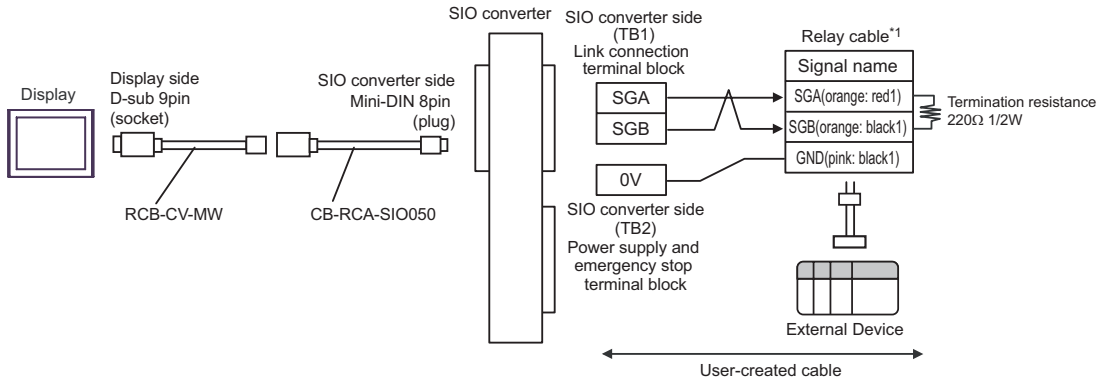 SIO converter
Display
Display side
D-sub 9pin
(socket)
SIO converter side
Mini-DIN 8pin
(plug)
RCB-CV-MW
CB-RCA-SIO050
SIO converter side
(TB1)
Link connection
terminal block
SGA
SGB
0V
SIO converter side
(TB2)
Power supply and
emergency stop
terminal block
Relay cable*1
Signal name
SGA(orange: red1)
SGB(orange: black1)
GND(pink: black1)
Termination resistance
220Ω 1/2W
External Device
User-created cable